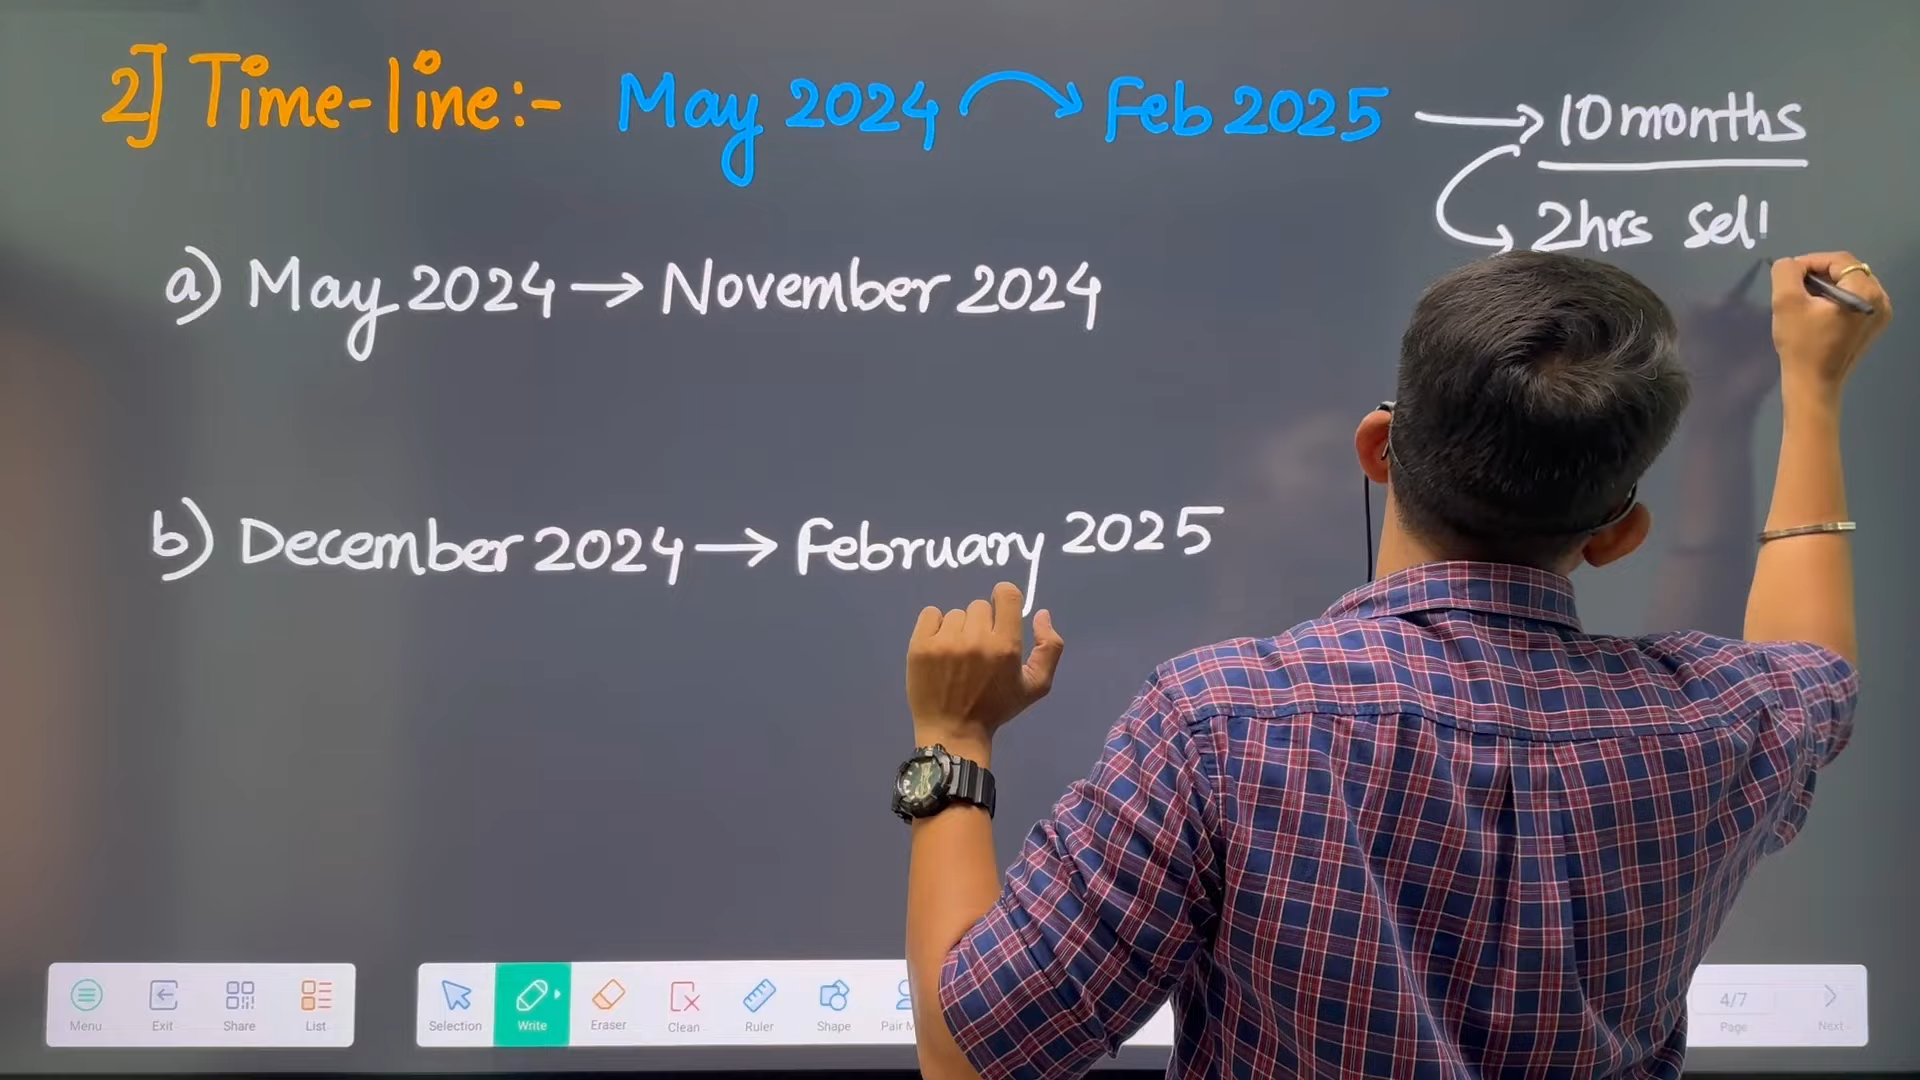 2] Time-line:- May 2024 Feb 2025 → 10 months
2hrs sel
a) May 2024 → November 2024
b) December 2024 → February 2025
Menu Exit Share List Selection Write Eraser Clean Ruler Shape Pair 4/7 Page Next